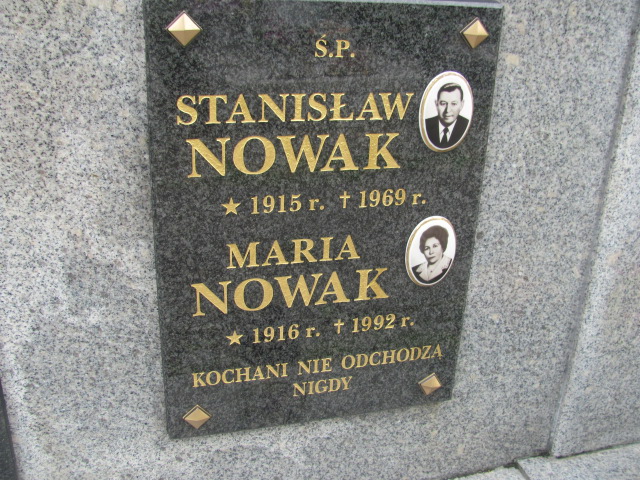 Ś.P.
STANISŁAW
NOWAK
★ 1915 r. ✝ 1969 r.
MARIA
NOWAK
★ 1916 r. ✝ 1992 r.
KOCHANI NIE ODCHODZĄ
NIGDY